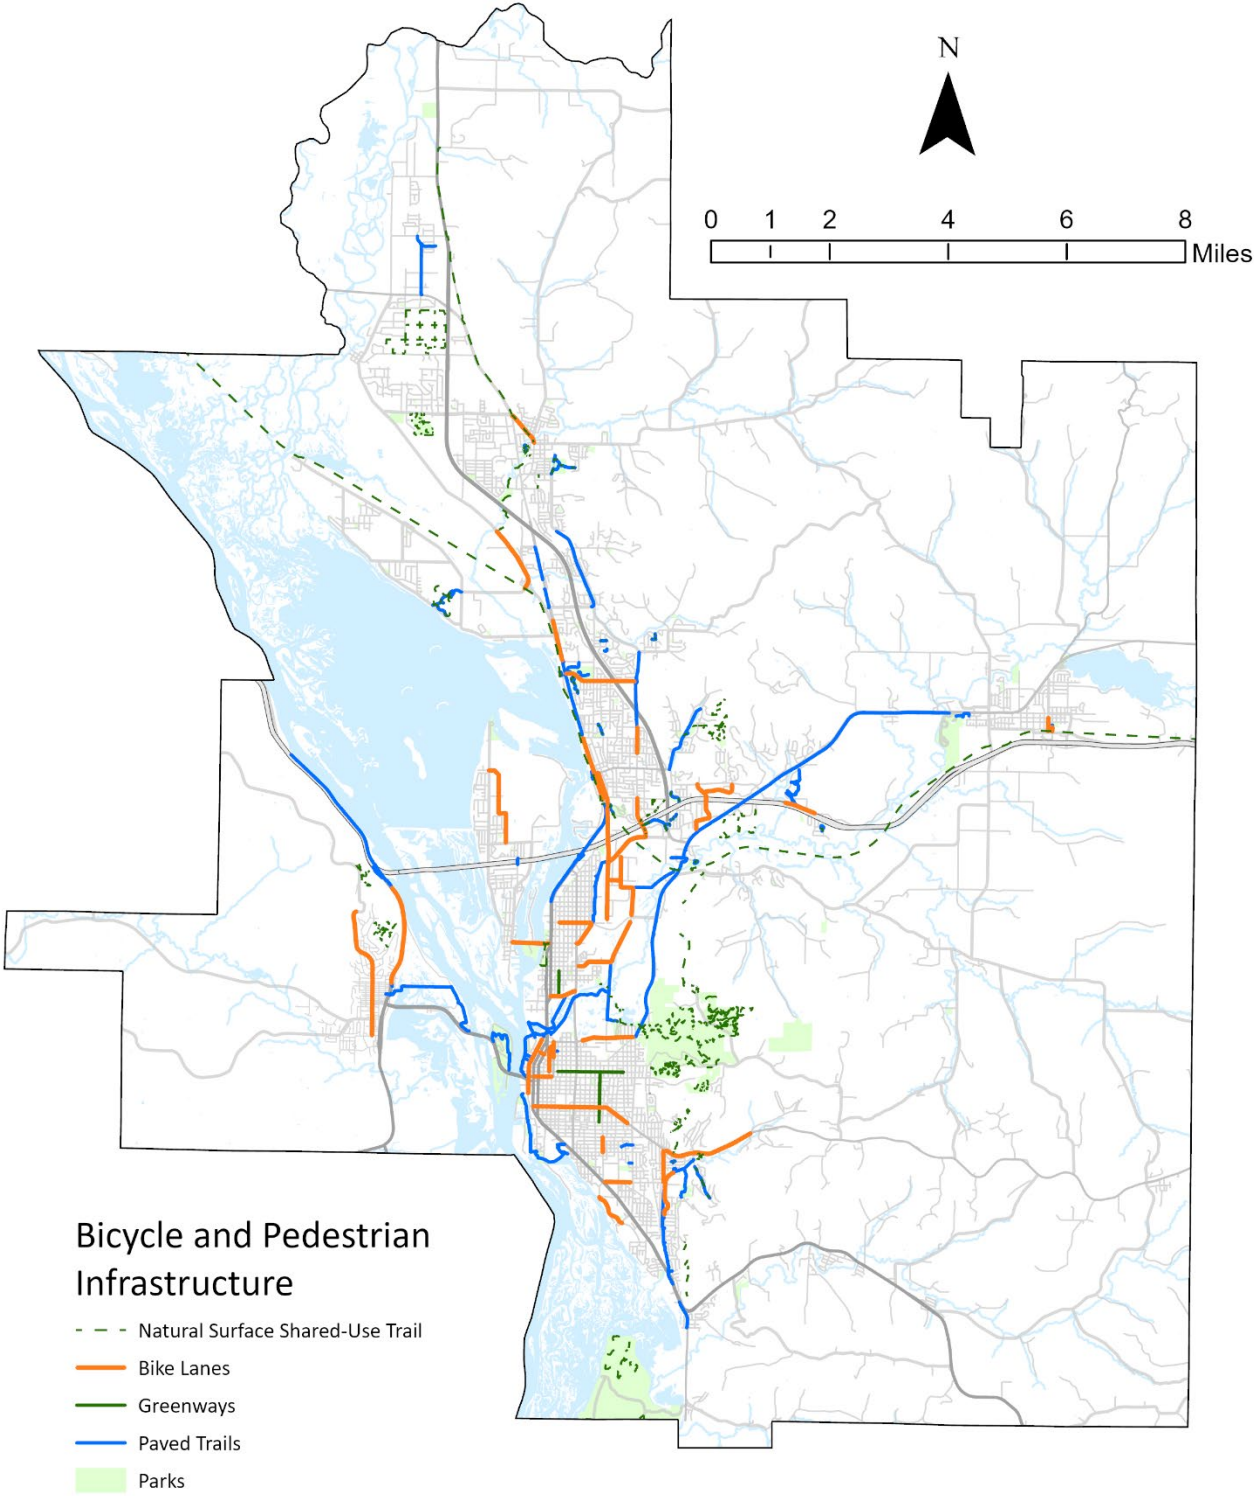 N
0 1 2 4 6 8
Miles
Bicycle and Pedestrian
Infrastructure
Natural Surface Shared-Use Trail
Bike Lanes
Greenways
Paved Trails
Parks